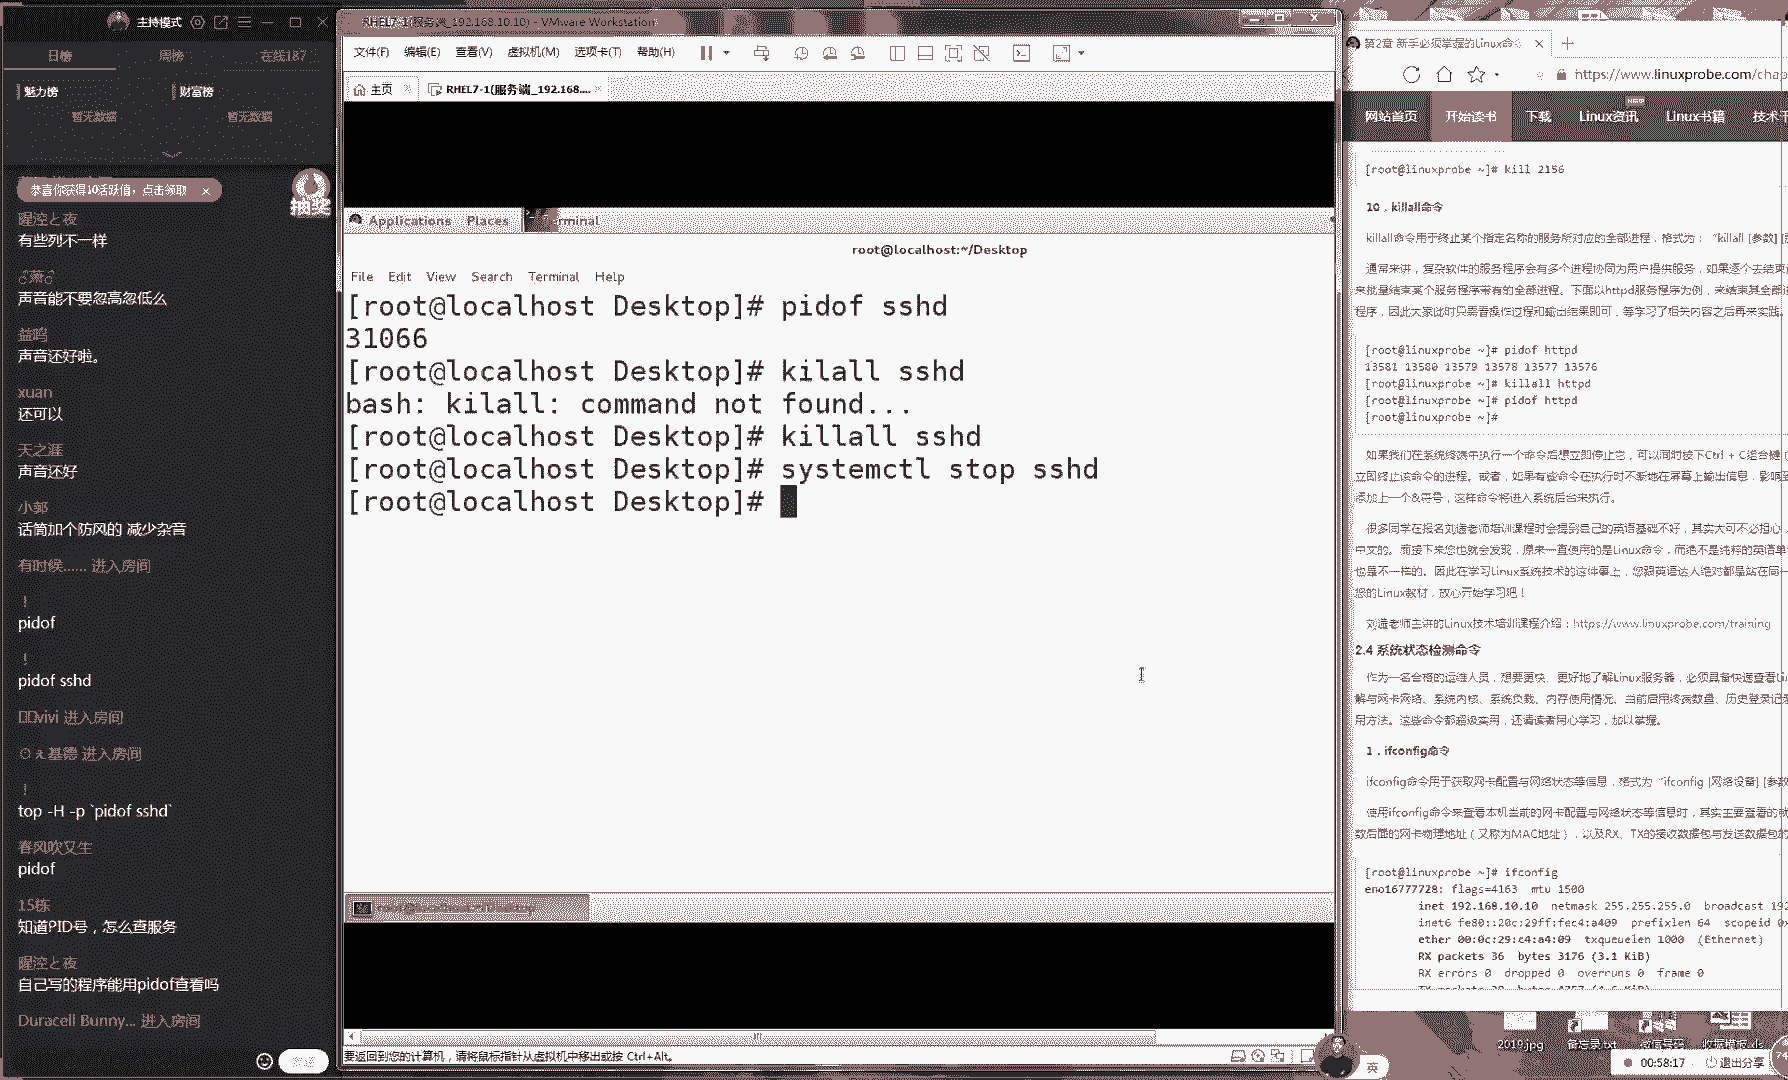 主持模式
日榜 周榜 在线187
魅力榜 财富榜
暂无数据 暂无数据
恭喜你获得10活跃值，点击领取
抽奖
腥涳と夜
有些列不一样
♂萧♂
声音能不要忽高忽低么
益鸣
声音还好啦。
xuan
还可以
天之涯
声音还好
小郭
话筒加个防风的 减少杂音
有时候...... 进入房间
！
pidof
！
pidof sshd
vivi 进入房间
基德 进入房间
！
top -H -p `pidof sshd`
春风吹又生
pidof
15栋
知道PID号，怎么查服务
腥涳と夜
自己写的程序能用pidof查看吗
Duracell Bunny... 进入房间
RHEL7-1(服务端_192.168.10.10) - VMware Workstation
文件(F) 编辑(E) 查看(V) 虚拟机(M) 选项卡(T) 帮助(H)
主页 RHEL7-1(服务端_192.168....
Applications Places
root@localhost:~/Desktop
File Edit View Search Terminal Help
[root@localhost Desktop]# pidof sshd
31066
[root@localhost Desktop]# kilall sshd
bash: kilall: command not found...
[root@localhost Desktop]# killall sshd
[root@localhost Desktop]# systemctl stop sshd
[root@localhost Desktop]#
要返回到您的计算机，请将鼠标指针从虚拟机中移出或按 Ctrl+Alt。
第2章 新手必须掌握的Linux命令
https://www.linuxprobe.com/chap
网站首页 开始读书 下载 Linux资讯 Linux书籍 技术干
[root@linuxprobe ~]# kill 2156
10．killall命令
killall命令用于终止某个指定名称的服务所对应的全部进程，格式为：“killall [参数] [
通常来讲，复杂软件的服务程序会有多个进程协同为用户提供服务，如果逐个去结束
来批量结束某个服务程序带有的全部进程。下面以httpd服务程序为例，来结束其全部
程序，因此大家此时只需看操作过程和输出结果即可，等学习了相关内容之后再来实践。
[root@linuxprobe ~]# pidof httpd
13581 13580 13579 13578 13577 13576
[root@linuxprobe ~]# killall httpd
[root@linuxprobe ~]# pidof httpd
[root@linuxprobe ~]#
如果我们在系统终端中执行一个命令后想立即停止它，可以同时按下Ctrl + C组合键
立即终止该命令的进程。或者，如果有些命令在执行时不断地在屏幕上输出信息，影响到
添加上一个&符号，这样命令将进入系统后台来执行。
很多同学在报名刘遄老师培训课程时会提到自己的英语基础不好，其实大可不必担心，
中文的。而接下来您也就会发现，原来一直使用的是Linux命令，而绝不是纯粹的英语单
也是不一样的。因此在学习Linux系统技术的这件事上，您跟英语达人绝对都是站在同一
您的Linux教材，放心开始学习吧！
刘遄老师主讲的Linux技术培训课程介绍：https://www.linuxprobe.com/training
2.4 系统状态检测命令
作为一名合格的运维人员，想要更快、更好地了解Linux服务器，必须具备快速查看Li
解与网卡网络、系统内核、系统负载、内存使用情况、当前启用终端数量、历史登录记录
用方法。这些命令都超级实用，还请读者用心学习，加以掌握。
1．ifconfig命令
ifconfig命令用于获取网卡配置与网络状态等信息，格式为“ifconfig [网络设备] [参数
使用ifconfig命令来查看本机当前的网卡配置与网络状态等信息时，其实主要查看的就
数后面的网卡物理地址（又称为MAC地址），以及RX、TX的接收数据包与发送数据包的
[root@linuxprobe ~]# ifconfig
eno16777728: flags=4163 mtu 1500
inet 192.168.10.10 netmask 255.255.255.0 broadcast 192
inet6 fe80::20c:29ff:fec4:a409 prefixlen 64 scopeid 0x
ether 00:0c:29:c4:a4:09 txqueuelen 1000 (Ethernet)
RX packets 36 bytes 3176 (3.1 KiB)
RX errors 0 dropped 0 overruns 0 frame 0
2019.jpg 备忘录.txt
英
00:58:17 退出分享
74